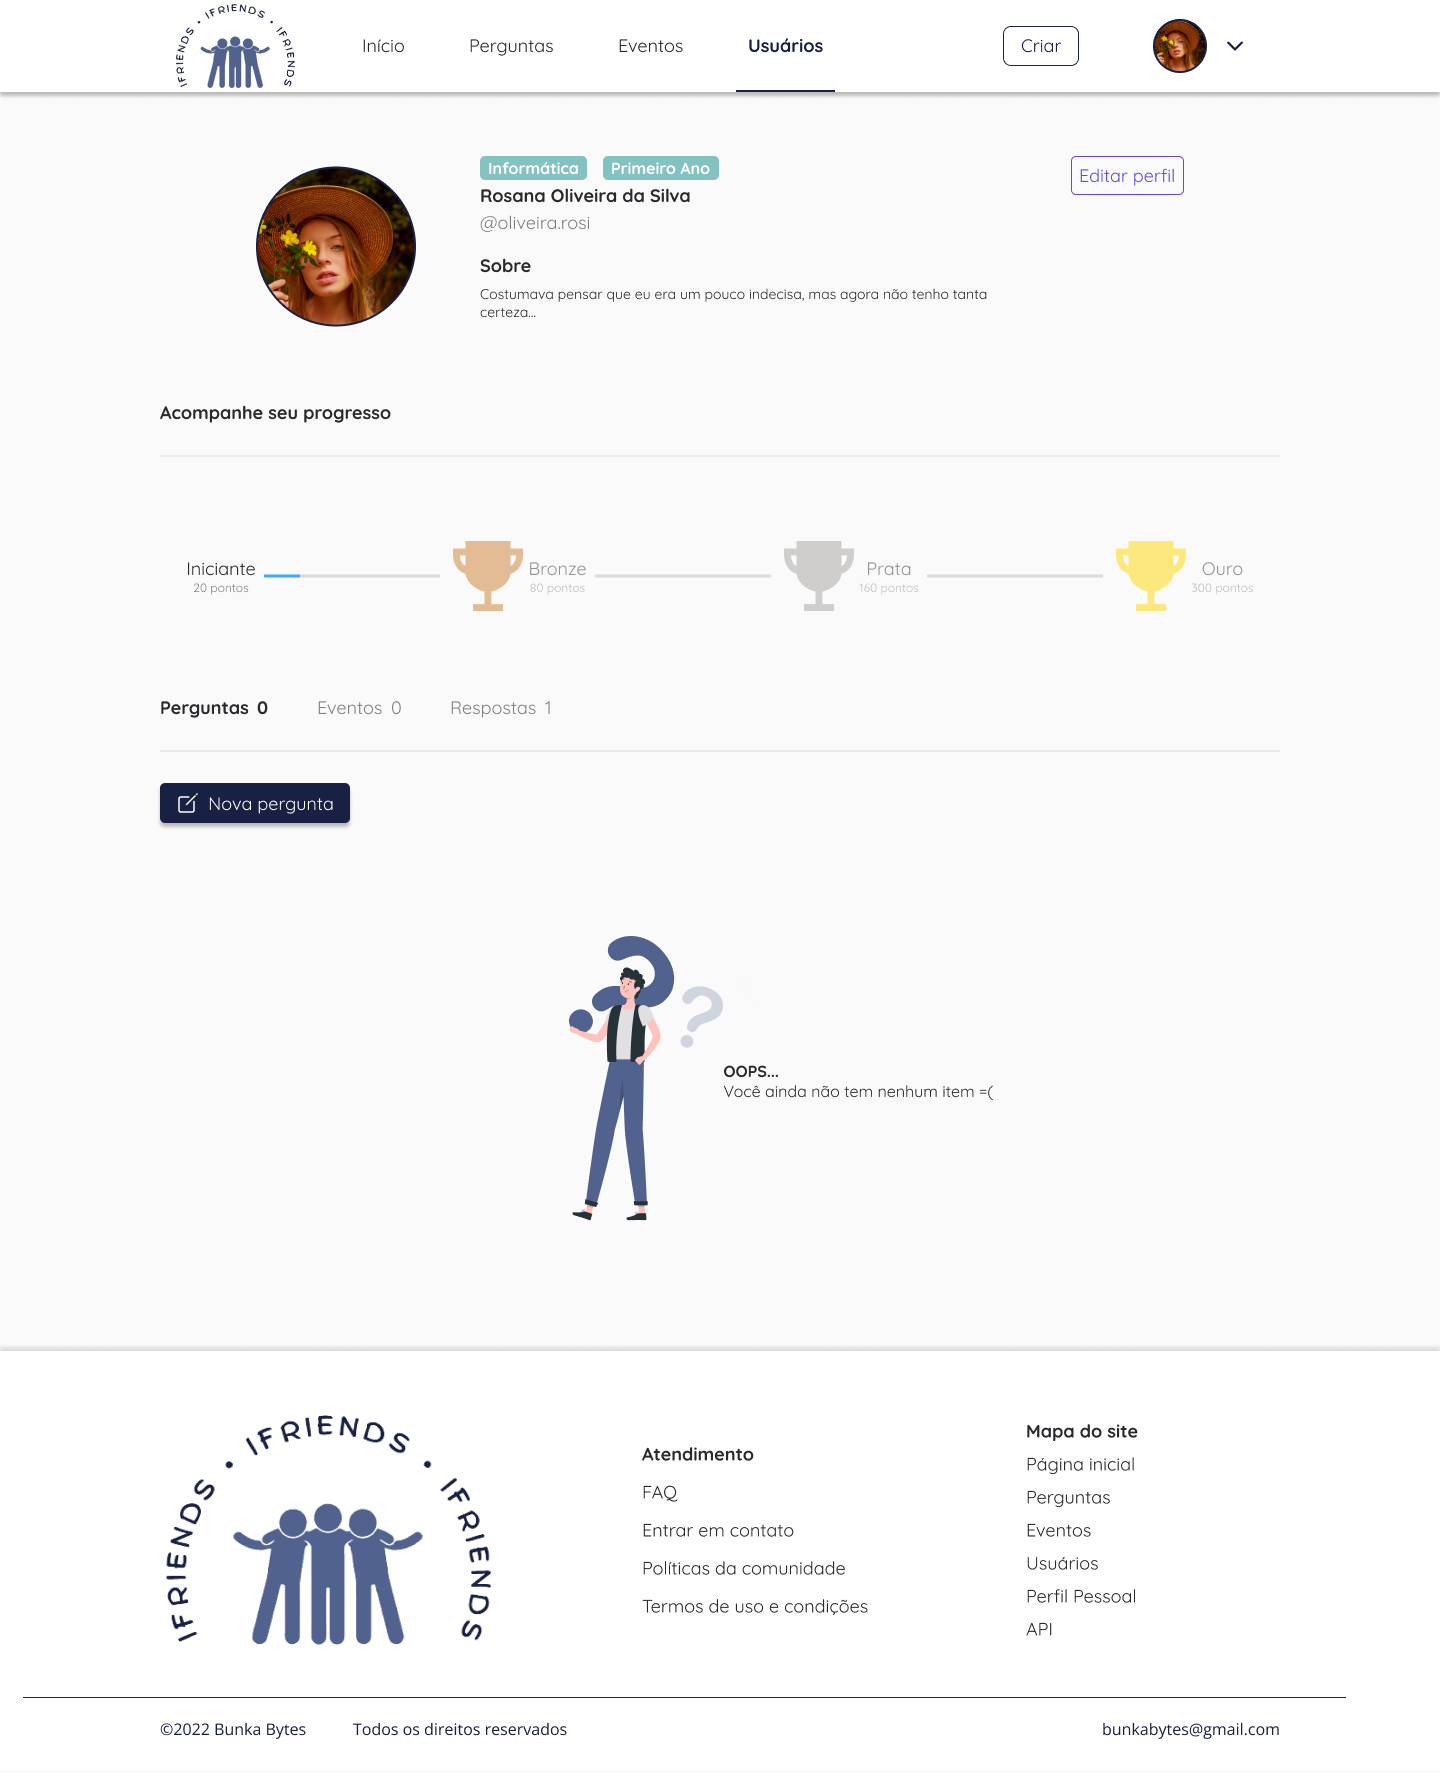 IFRIENDS • IFRIENDS • IFRIENDS
Início
Perguntas
Eventos
Usuários
Criar
Informática
Primeiro Ano
Editar perfil
Rosana Oliveira da Silva
@oliveira.rosi
Sobre
Costumava pensar que eu era um pouco indecisa, mas agora não tenho tanta
certeza...
Acompanhe seu progresso
Iniciante
20 pontos
Bronze
80 pontos
Prata
160 pontos
Ouro
300 pontos
Perguntas 0
Eventos 0
Respostas 1
Nova pergunta
OOPS...
Você ainda não tem nenhum item =(
IFRIENDS • IFRIENDS • IFRIENDS
Atendimento
FAQ
Entrar em contato
Políticas da comunidade
Termos de uso e condições
Mapa do site
Página inicial
Perguntas
Eventos
Usuários
Perfil Pessoal
API
©2022 Bunka Bytes
Todos os direitos reservados
bunkabytes@gmail.com